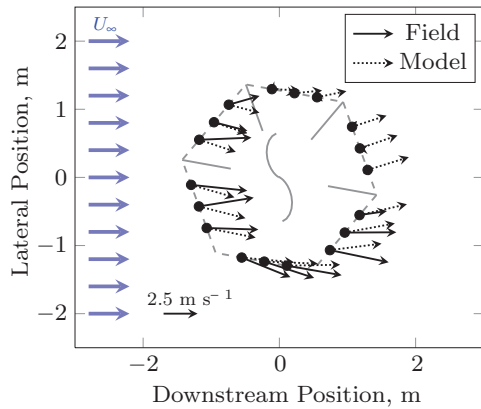 U∞
Field
Model
2
1
0
−1
−2
2.5 m s⁻¹
−2
0
2
Lateral Position, m
Downstream Position, m